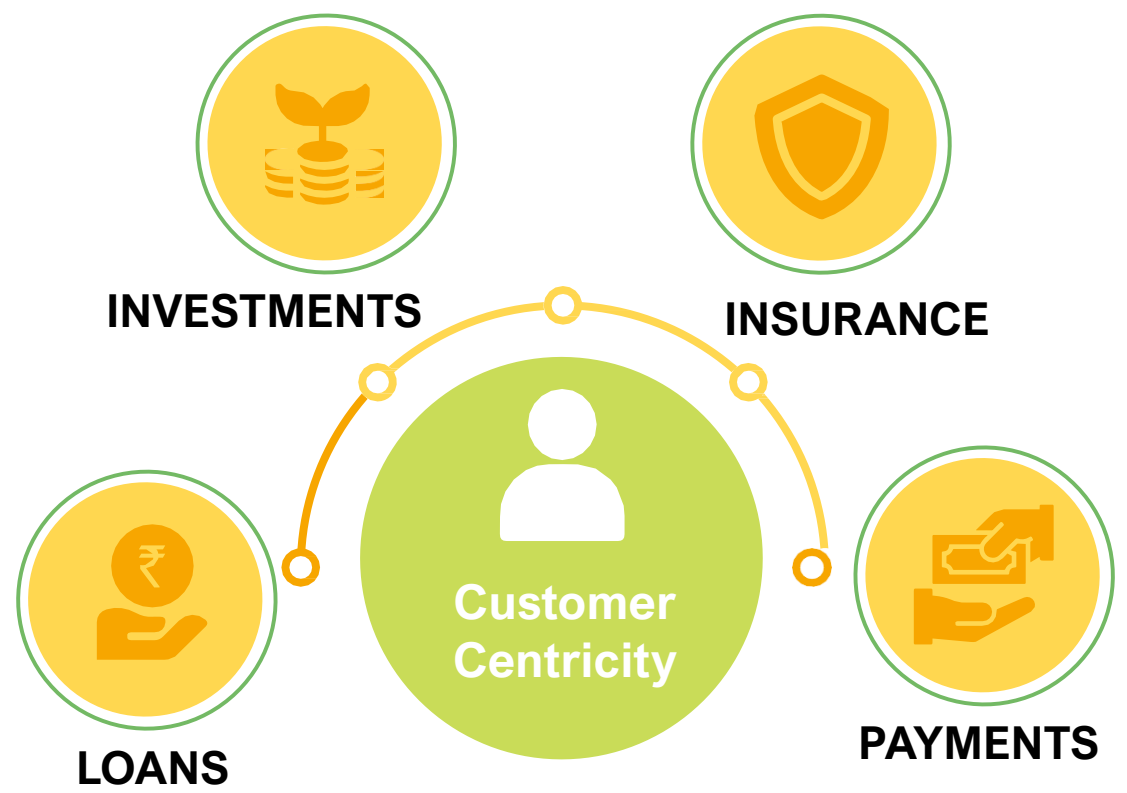 INVESTMENTS
INSURANCE
₹
Customer
Centricity
LOANS
PAYMENTS